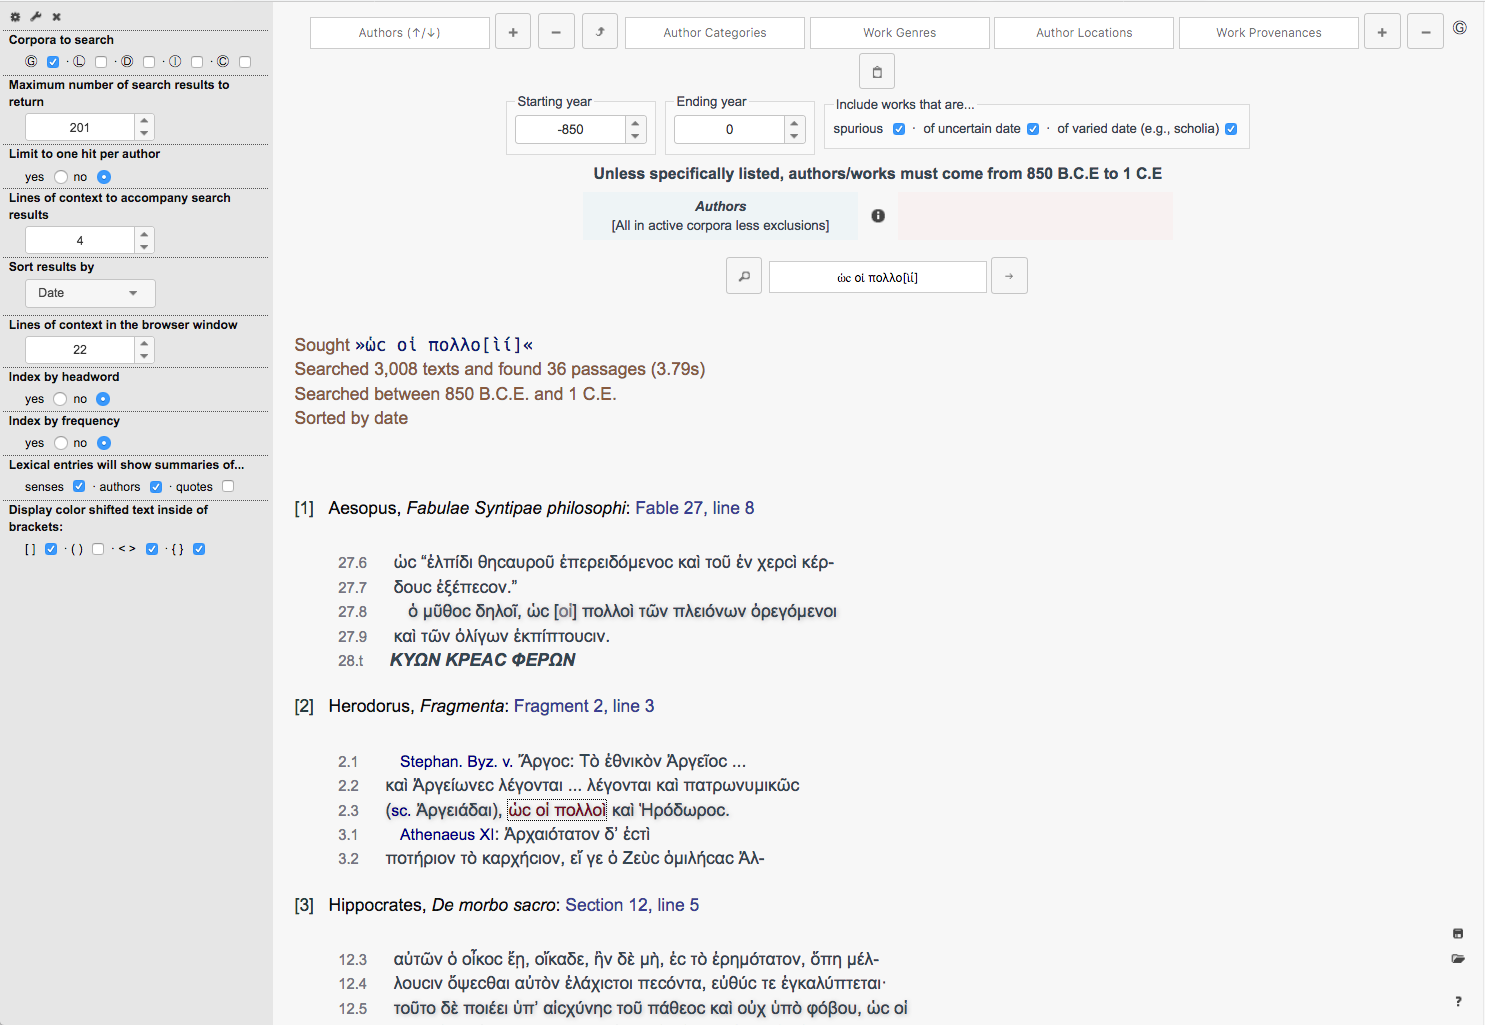 Corpora to search
Ⓖ · Ⓛ · Ⓓ · Ⓘ · Ⓒ
Maximum number of search results to
return
201
Limit to one hit per author
yes no
Lines of context to accompany search
results
4
Sort results by
Date
Lines of context in the browser window
22
Index by headword
yes no
Index by frequency
yes no
Lexical entries will show summaries of...
senses · authors · quotes
Display color shifted text inside of
brackets:
[ ] · ( ) · < > · { }
Authors (↑/↓)
+
−
Author Categories
Work Genres
Author Locations
Work Provenances
+
−
Ⓖ
Starting year
-850
Ending year
0
Include works that are...
spurious · of uncertain date · of varied date (e.g., scholia)
Unless specifically listed, authors/works must come from 850 B.C.E to 1 C.E
Authors
[All in active corpora less exclusions]
ὡϲ οἱ πολλο[ὶί]
→
Sought »ὡϲ οἱ πολλο[ὶί]«
Searched 3,008 texts and found 36 passages (3.79s)
Searched between 850 B.C.E. and 1 C.E.
Sorted by date
[1] Aesopus, Fabulae Syntipae philosophi: Fable 27, line 8
27.6 ὡϲ “ἐλπίδι θηϲαυροῦ ἐπερειδόμενοϲ καὶ τοῦ ἐν χερϲὶ κέρ-
27.7 δουϲ ἐξέπεϲον.”
27.8 ὁ μῦθοϲ δηλοῖ, ὡϲ [οἱ] πολλοὶ τῶν πλειόνων ὀρεγόμενοι
27.9 καὶ τῶν ὀλίγων ἐκπίπτουϲιν.
28.t ΚΥΩΝ ΚΡΕΑϹ ΦΕΡΩΝ
[2] Herodorus, Fragmenta: Fragment 2, line 3
2.1 Stephan. Byz. v. Ἄργοϲ: Τὸ ἐθνικὸν Ἀργεῖοϲ ...
2.2 καὶ Ἀργείωνεϲ λέγονται ... λέγονται καὶ πατρωνυμικῶϲ
2.3 (sc. Ἀργειάδαι), ὡϲ οἱ πολλοὶ καὶ Ἡρόδωροϲ.
3.1 Athenaeus XI: Ἀρχαιότατον δ’ ἐϲτὶ
3.2 ποτήριον τὸ καρχήϲιον, εἴ γε ὁ Ζεὺϲ ὁμιλήϲαϲ Ἀλ-
[3] Hippocrates, De morbo sacro: Section 12, line 5
12.3 αὐτῶν ὁ οἶκοϲ ἔῃ, οἴκαδε, ἢν δὲ μὴ, ἐϲ τὸ ἐρημότατον, ὅπη μέλ-
12.4 λουϲιν ὄψεϲθαι αὐτὸν ἐλάχιϲτοι πεϲόντα, εὐθύϲ τε ἐγκαλύπτεται·
12.5 τοῦτο δὲ ποιέει ὑπ’ αἰϲχύνηϲ τοῦ πάθεοϲ καὶ οὐχ ὑπὸ φόβου, ὡϲ οἱ
?